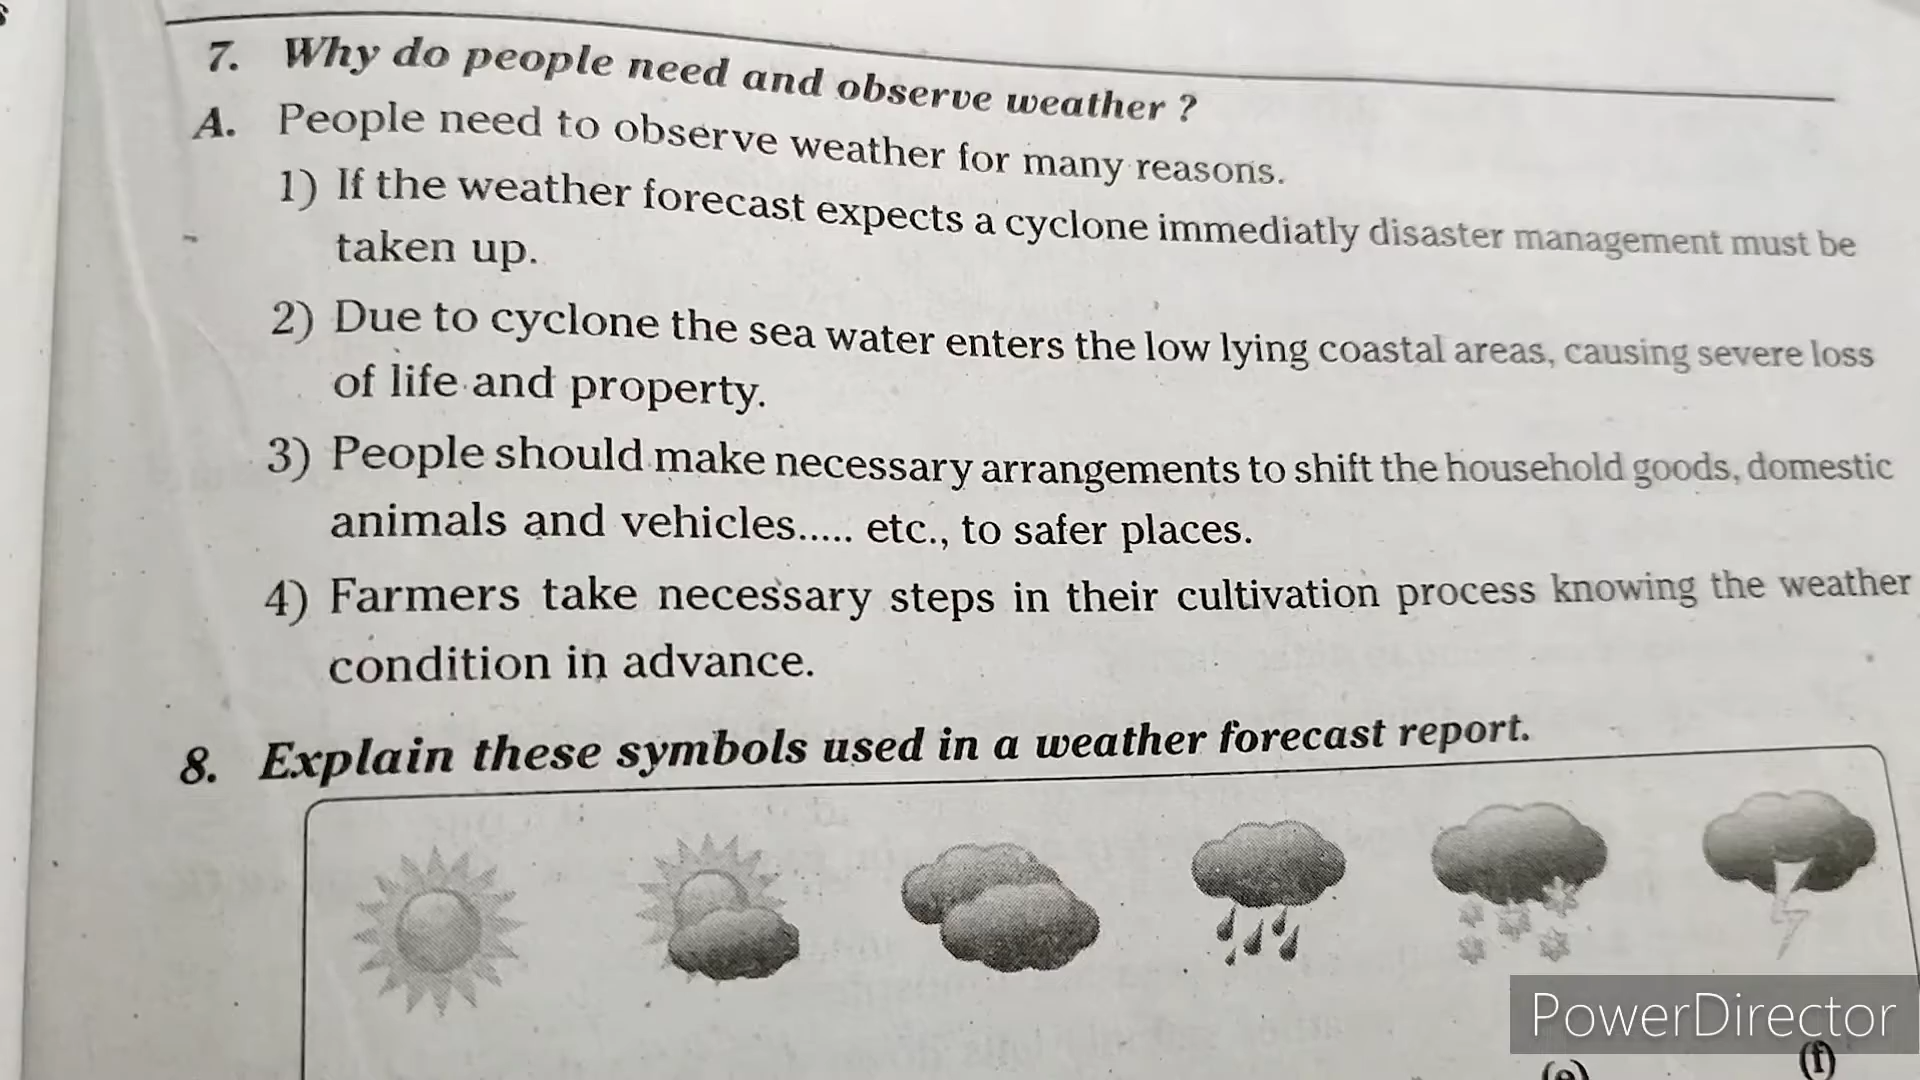 7. Why do people need and observe weather ?
A. People need to observe weather for many reasons.
1) If the weather forecast expects a cyclone immediatly disaster management must be
taken up.
2) Due to cyclone the sea water enters the low lying coastal areas, causing severe loss
of life and property.
3) People should make necessary arrangements to shift the household goods, domestic
animals and vehicles..... etc., to safer places.
4) Farmers take necessary steps in their cultivation process knowing the weather
condition in advance.
8. Explain these symbols used in a weather forecast report.
PowerDirector
(e) (f)